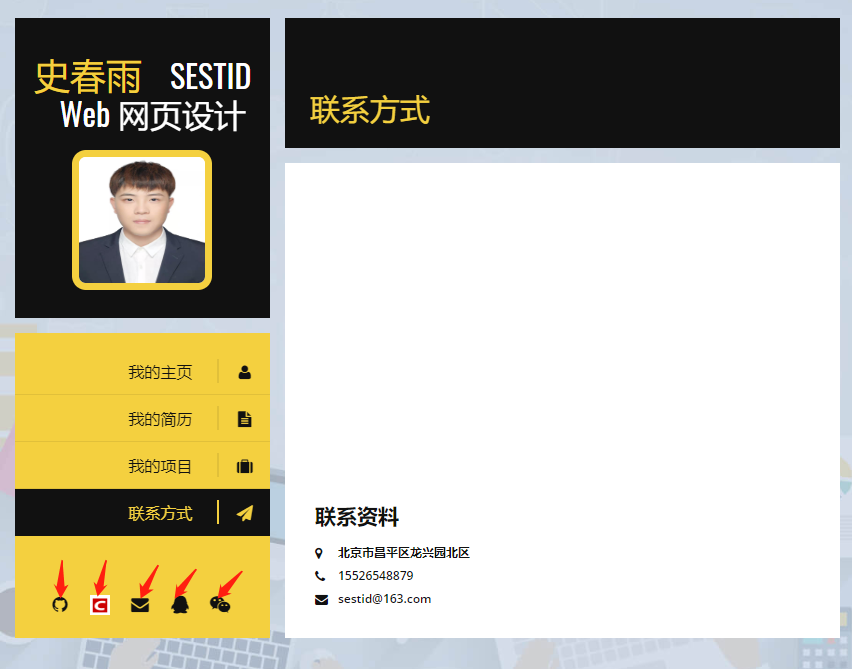 史春雨 SESTID
Web 网页设计
我的主页
我的简历
我的项目
联系方式
联系方式
联系资料
北京市昌平区龙兴园北区
15526548879
sestid@163.com